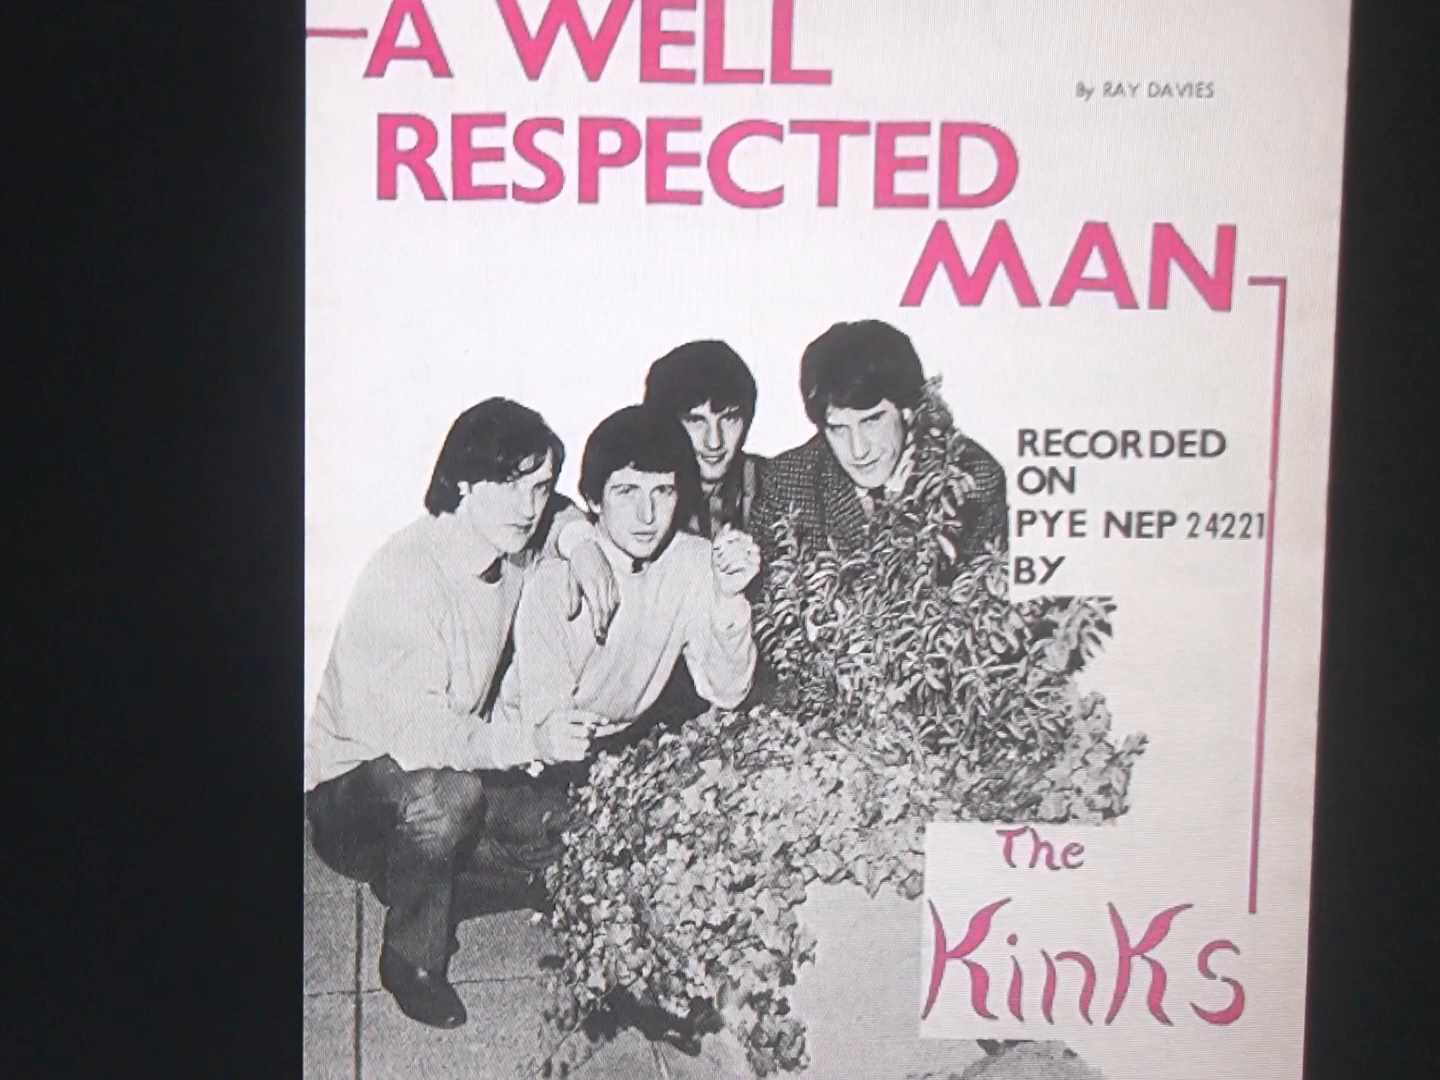 A WELL
By RAY DAVIES
RESPECTED
MAN
RECORDED
ON
PYE NEP 24221
BY
The
Kinks